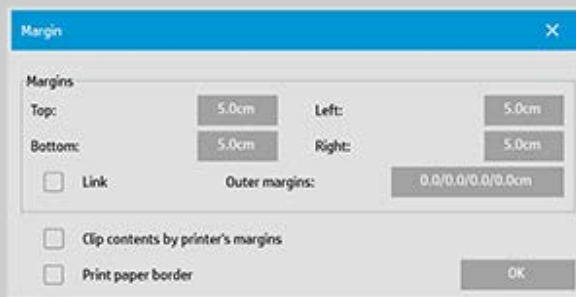 Margin
Margins
Top: 5.0cm Left: 5.0cm
Bottom: 5.0cm Right: 5.0cm
Link Outer margins: 0.0/0.0/0.0/0.0cm
Clip contents by printer's margins
Print paper border OK